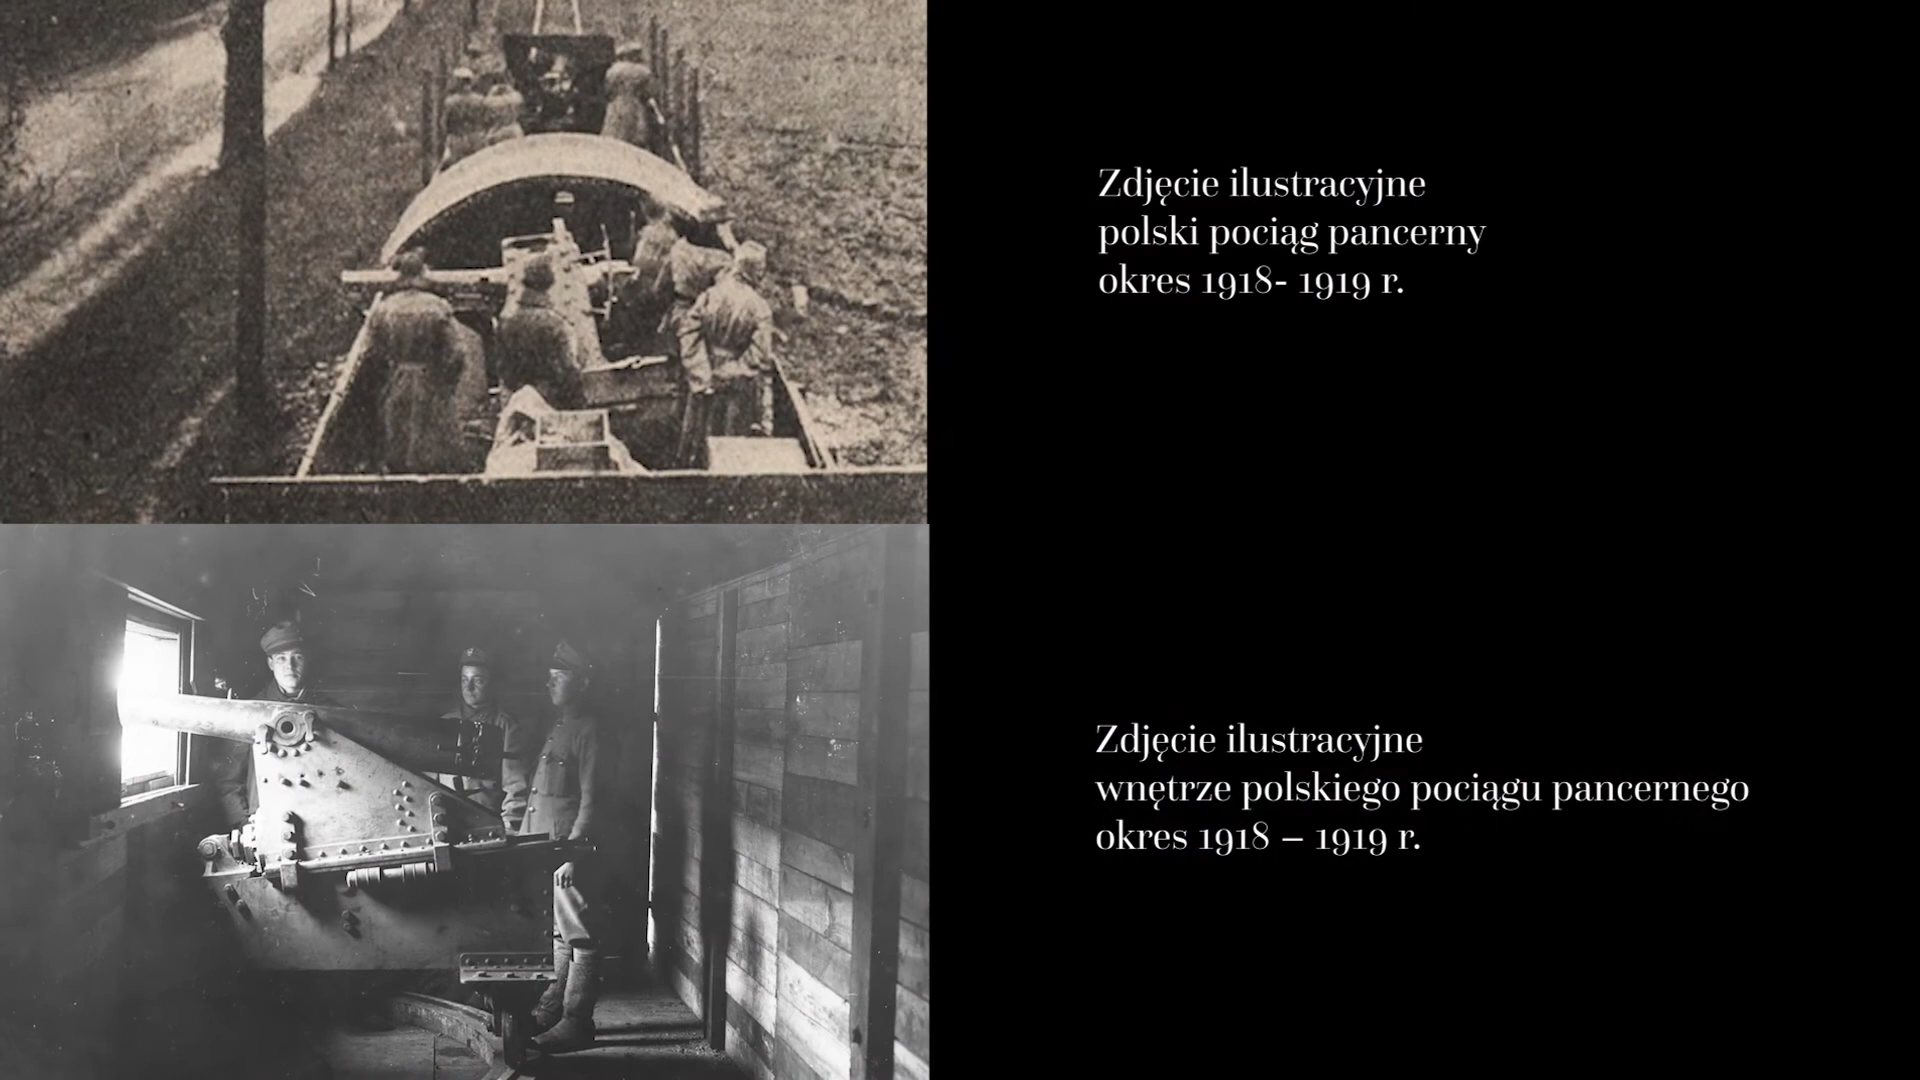 Zdjęcie ilustracyjne
polski pociąg pancerny
okres 1918- 1919 r.
Zdjęcie ilustracyjne
wnętrze polskiego pociągu pancernego
okres 1918 – 1919 r.